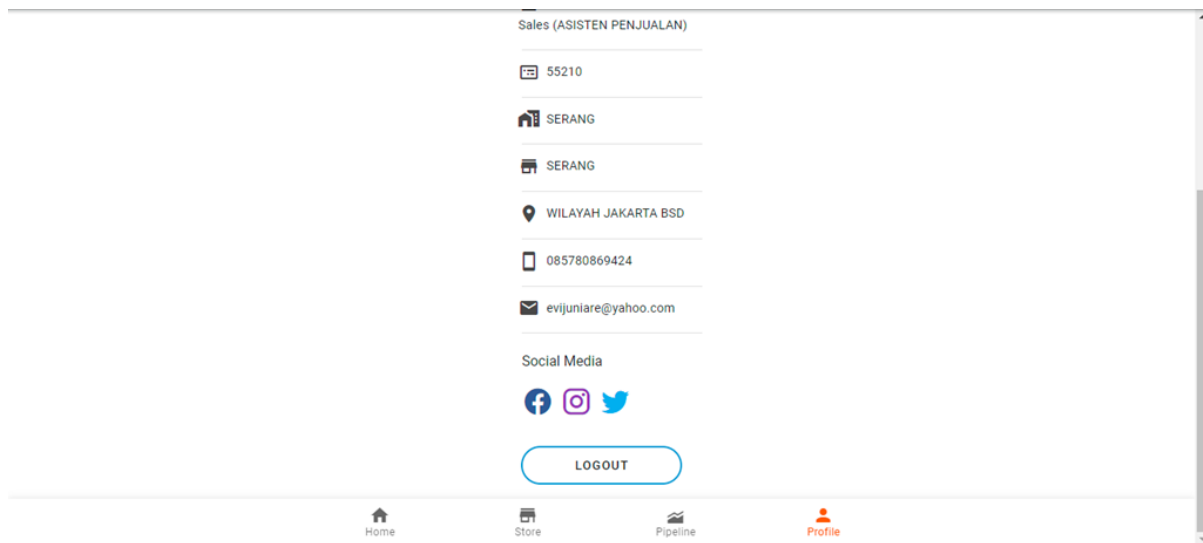 Sales (ASISTEN PENJUALAN)
55210
SERANG
SERANG
WILAYAH JAKARTA BSD
085780869424
evijuniare@yahoo.com
Social Media
LOGOUT
Home
Store
Pipeline
Profile